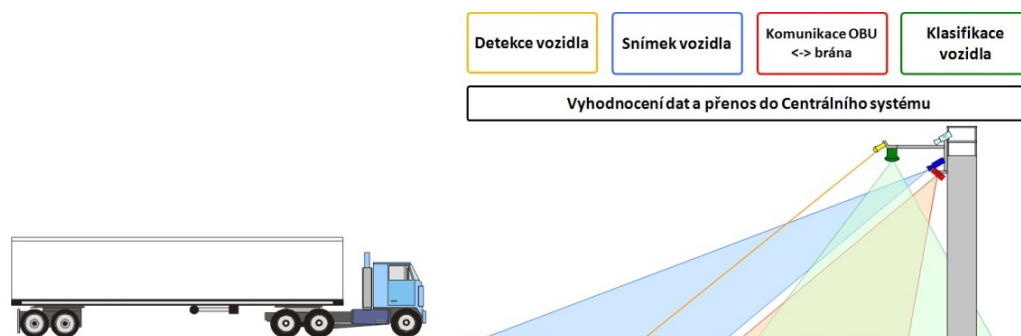 Detekce vozidla
Snímek vozidla
Komunikace OBU
<-> brána
Klasifikace
vozidla
Vyhodnocení dat a přenos do Centrálního systému